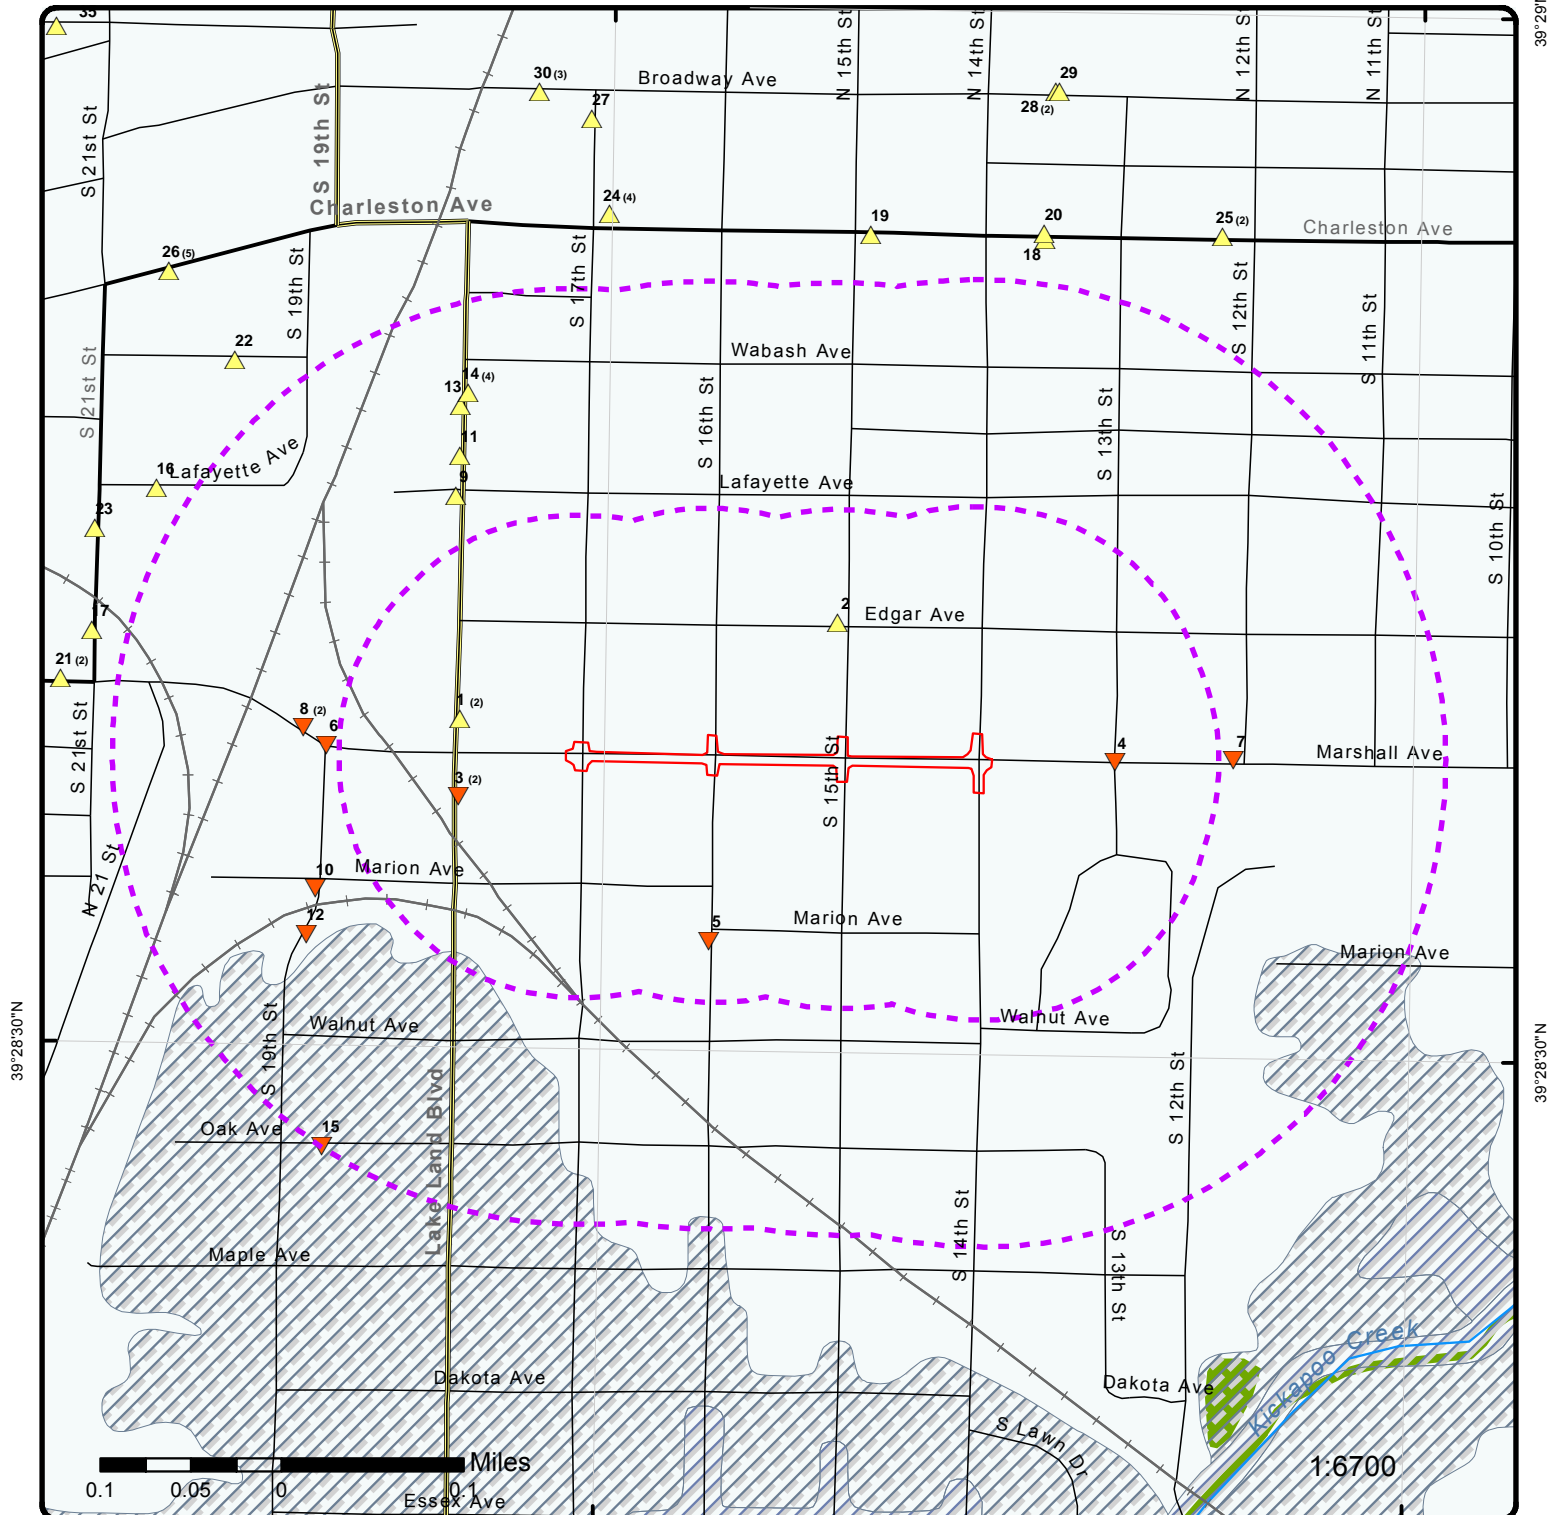 35
39°29'
N 15th St
N 14th St
N 12th St
N 11th St
30 (3)
Broadway Ave
29
27
28 (2)
S 21st St
S 19th St
Charleston Ave
24 (4)
19
20
18
25 (2)
Charleston Ave
26 (5)
S 19th St
S 17th St
S 12th St
S 11th St
22
Wabash Ave
S 21st St
14 (4)
13
S 16th St
S 13th St
11
16
Lafayette Ave
9
Lafayette Ave
23
S 10th St
17
2
Edgar Ave
21 (2)
8 (2)
6
1 (2)
S 21st St
S 15th St
4
7
Marshall Ave
3 (2)
N 21 St
10
Marion Ave
12
5
Marion Ave
Marion Ave
39°28'30"N
S 19th St
Walnut Ave
Walnut Ave
39°28'30"N
Lake Land Blvd
S 12th St
Oak Ave
15
Maple Ave
S 14th St
S 13th St
Kickapoo Creek
Dakota Ave
Dakota Ave
S Lawn Dr
Miles
1:6700
0.1
0.05
0
0.1
Essex Ave